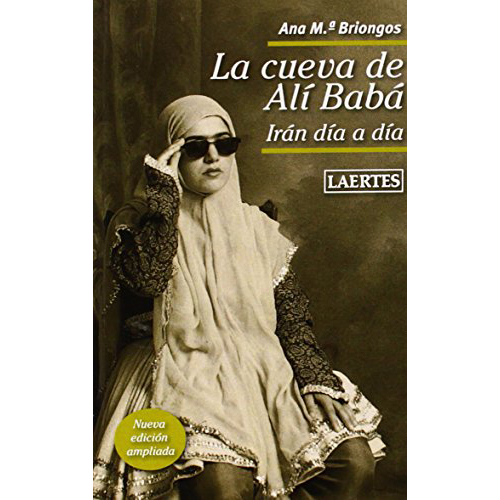 Ana M.ª Briongos
La cueva de
Alí Babá
Irán día a día
LAERTES
Nueva
edición
ampliada